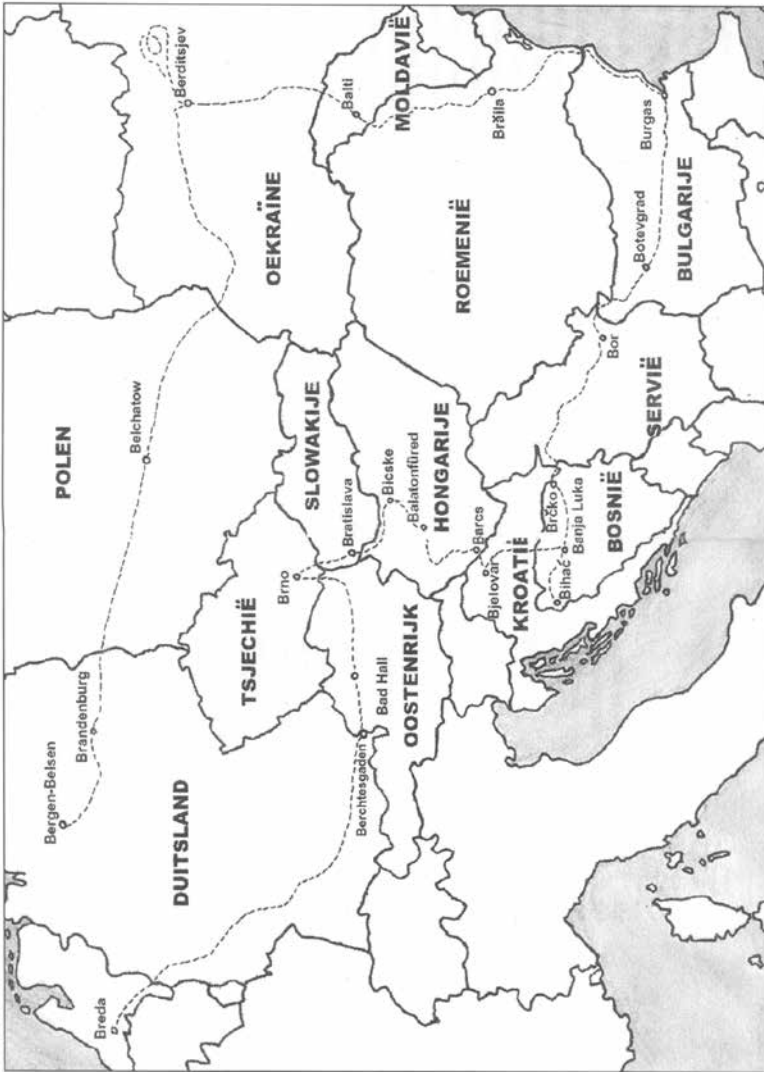 Bergen-Belsen
POLEN
Brandenburg
Breda
Belchatow
DUITSLAND
Berditsjev
TSJECHIË
OEKRAÏNE
Brno
SLOWAKIJE
Balti
Bratislava
Berchtesgaden
Bad Hall
Bicske
MOLDAVIË
OOSTENRIJK
Balatonfüred
HONGARIJE
ROEMENIË
Barcs
Bjelovar
Brðila
KROATIË
Brčko
Bihać
Banja Luka
Bor
BOSNIË
Botevgrad
Burgas
SERVIË
BULGARIJE